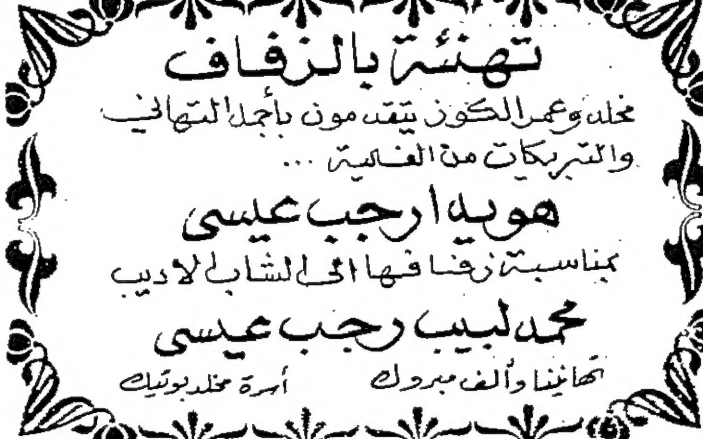 تهنئة بالزفاف
مخلد وعمر الكوز يتقدمون بأجمل التهاني
والتبريكات من الغالية ...
هويدا رجب عيسى
بمناسبة زفافها الى الشاب الاديب
محمد لبيب رجب عيسى
تهانينا وألف مبروك أسرة مخلد بوتيك